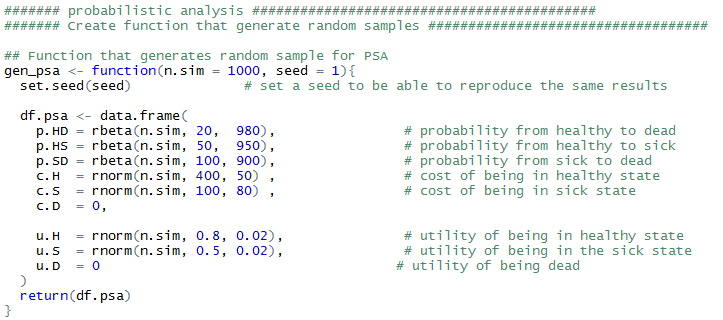 ####### probabilistic analysis ###########################################
####### Create function that generate random samples ###################################
## Function that generates random sample for PSA
gen_psa <- function(n.sim = 1000, seed = 1){
set.seed(seed) # set a seed to be able to reproduce the same results
df.psa <- data.frame(
p.HD = rbeta(n.sim, 20, 980), # probability from healthy to dead
p.HS = rbeta(n.sim, 50, 950), # probability from healthy to sick
p.SD = rbeta(n.sim, 100, 900), # probability from sick to dead
c.H = rnorm(n.sim, 400, 50) , # cost of being in healthy state
c.S = rnorm(n.sim, 100, 80) , # cost of being in sick state
c.D = 0,
u.H = rnorm(n.sim, 0.8, 0.02), # utility of being in healthy state
u.S = rnorm(n.sim, 0.5, 0.02), # utility of being in the sick state
u.D = 0 # utility of being dead
)
return(df.psa)
}